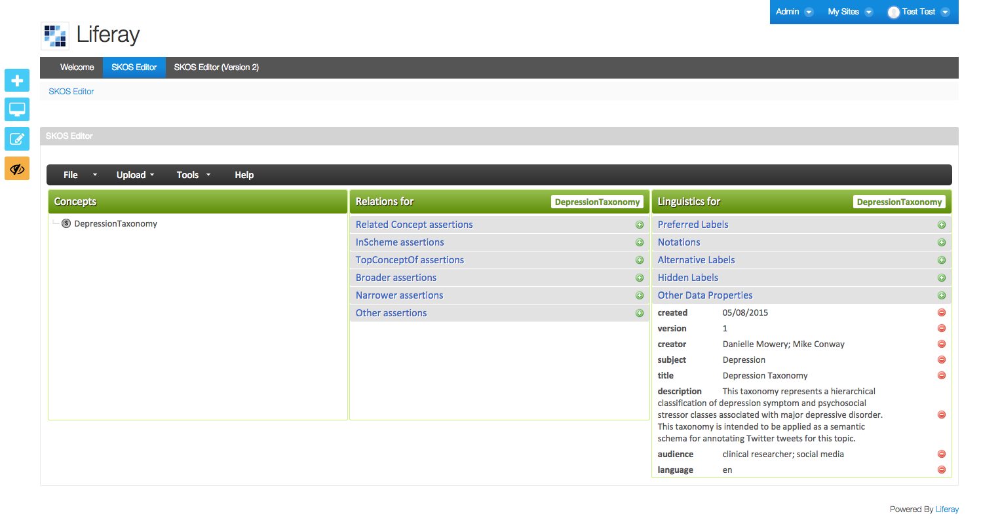 Admin My Sites Test Test
Liferay
Welcome SKOS Editor SKOS Editor (Version 2)
SKOS Editor
SKOS Editor
File Upload Tools Help
Concepts
S DepressionTaxonomy
Relations for DepressionTaxonomy
Related Concept assertions
InScheme assertions
TopConceptOf assertions
Broader assertions
Narrower assertions
Other assertions
Linguistics for DepressionTaxonomy
Preferred Labels
Notations
Alternative Labels
Hidden Labels
Other Data Properties
created 05/08/2015
version 1
creator Danielle Mowery; Mike Conway
subject Depression
title Depression Taxonomy
description This taxonomy represents a hierarchical
classification of depression symptom and psychosocial
stressor classes associated with major depressive disorder.
This taxonomy is intended to be applied as a semantic
schema for annotating Twitter tweets for this topic.
audience clinical researcher; social media
language en
Powered By Liferay